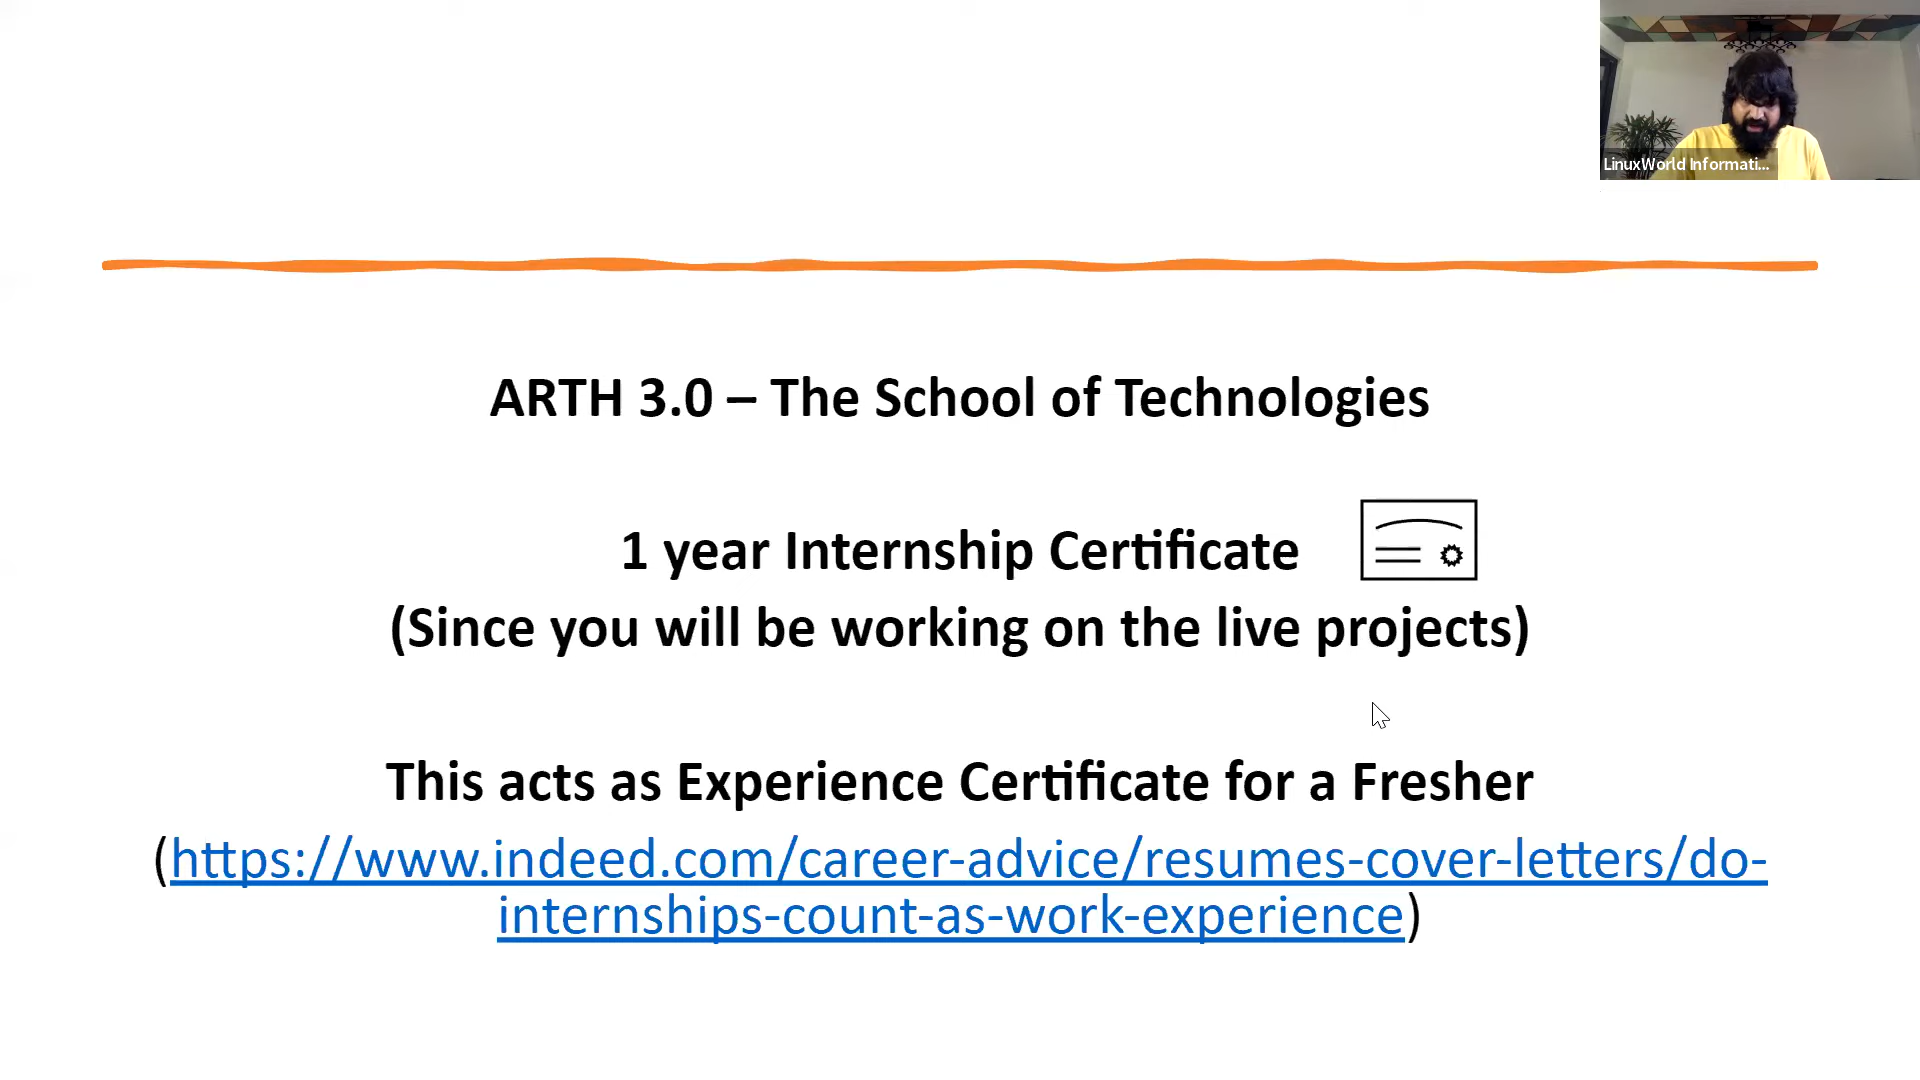 LinuxWorld Informati...
ARTH 3.0 – The School of Technologies
1 year Internship Certificate
(Since you will be working on the live projects)
This acts as Experience Certificate for a Fresher
(https://www.indeed.com/career-advice/resumes-cover-letters/do-
internships-count-as-work-experience)